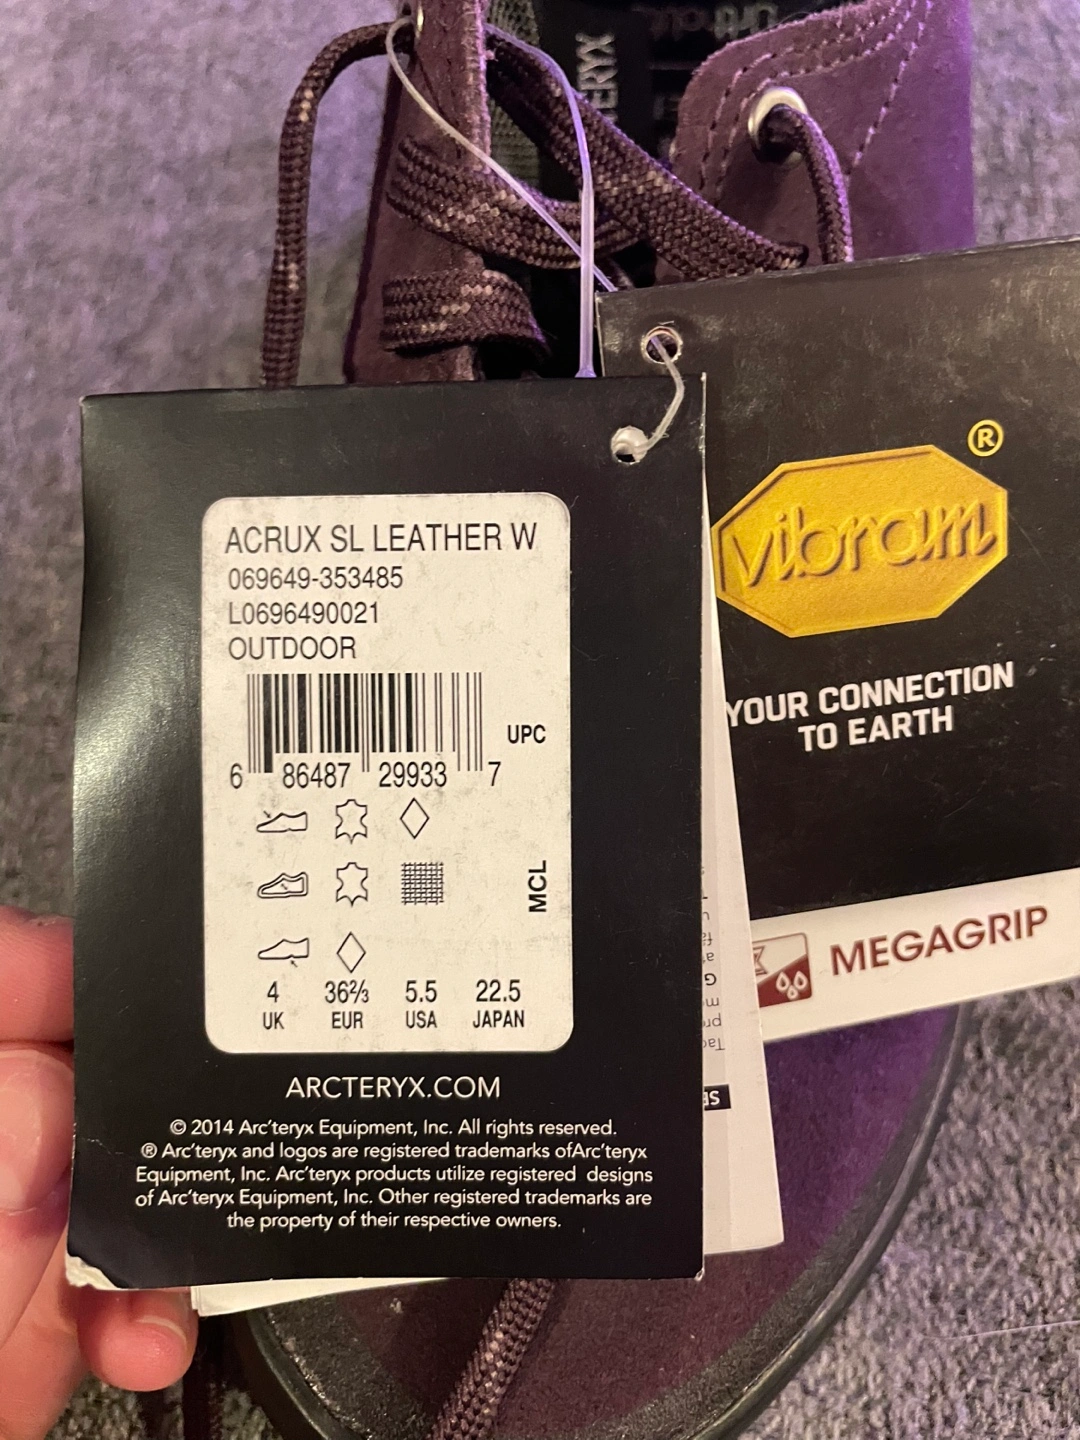 ERYX
ACRUX SL LEATHER W
069649-353485
L0696490021
OUTDOOR
UPC
6 86487 29933 7
MCL
4 36⅔ 5.5 22.5
UK EUR USA JAPAN
ARCTERYX.COM
© 2014 Arc'teryx Equipment, Inc. All rights reserved.
® Arc'teryx and logos are registered trademarks ofArc'teryx
Equipment, Inc. Arc'teryx products utilize registered designs
of Arc'teryx Equipment, Inc. Other registered trademarks are
the property of their respective owners.
vibram®
YOUR CONNECTION
TO EARTH
MEGAGRIP